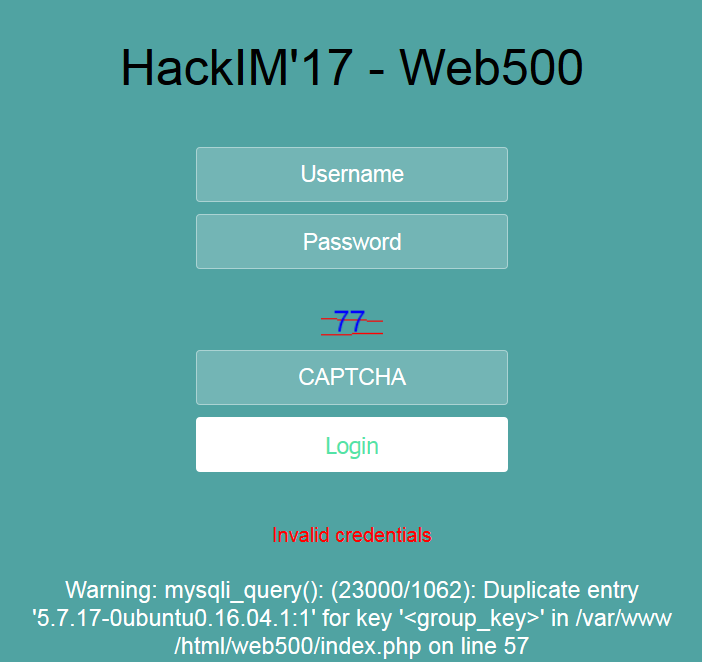 HackIM'17 - Web500
Username
Password
77
CAPTCHA
Login
Invalid credentials
Warning: mysqli_query(): (23000/1062): Duplicate entry
'5.7.17-0ubuntu0.16.04.1:1' for key '<group_key>' in /var/www
/html/web500/index.php on line 57